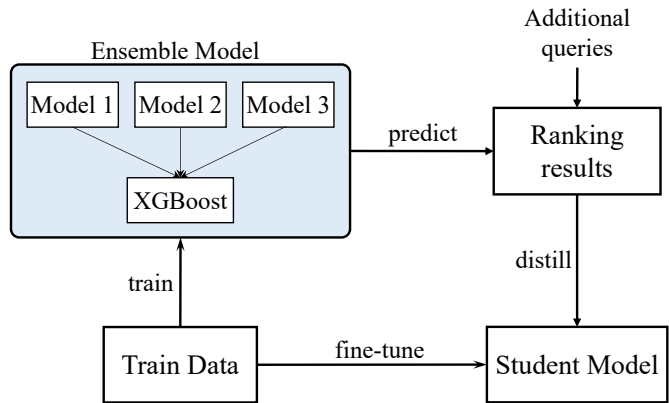 Additional
queries
Ensemble Model
Model 1
Model 2
Model 3
predict
Ranking
results
XGBoost
train
distill
Train Data
fine-tune
Student Model